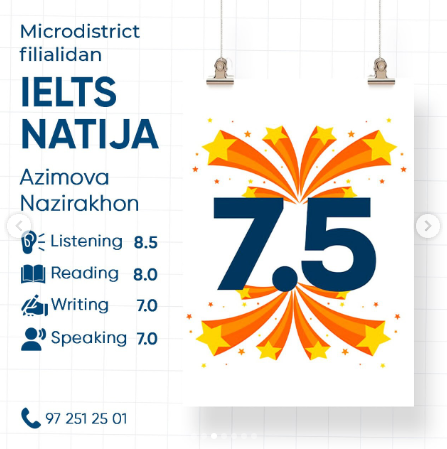 Microdistrict
filialidan
IELTS
NATIJA
Azimova
Nazirakhon
Listening 8.5
Reading 8.0
Writing 7.0
Speaking 7.0
97 251 25 01
7.5